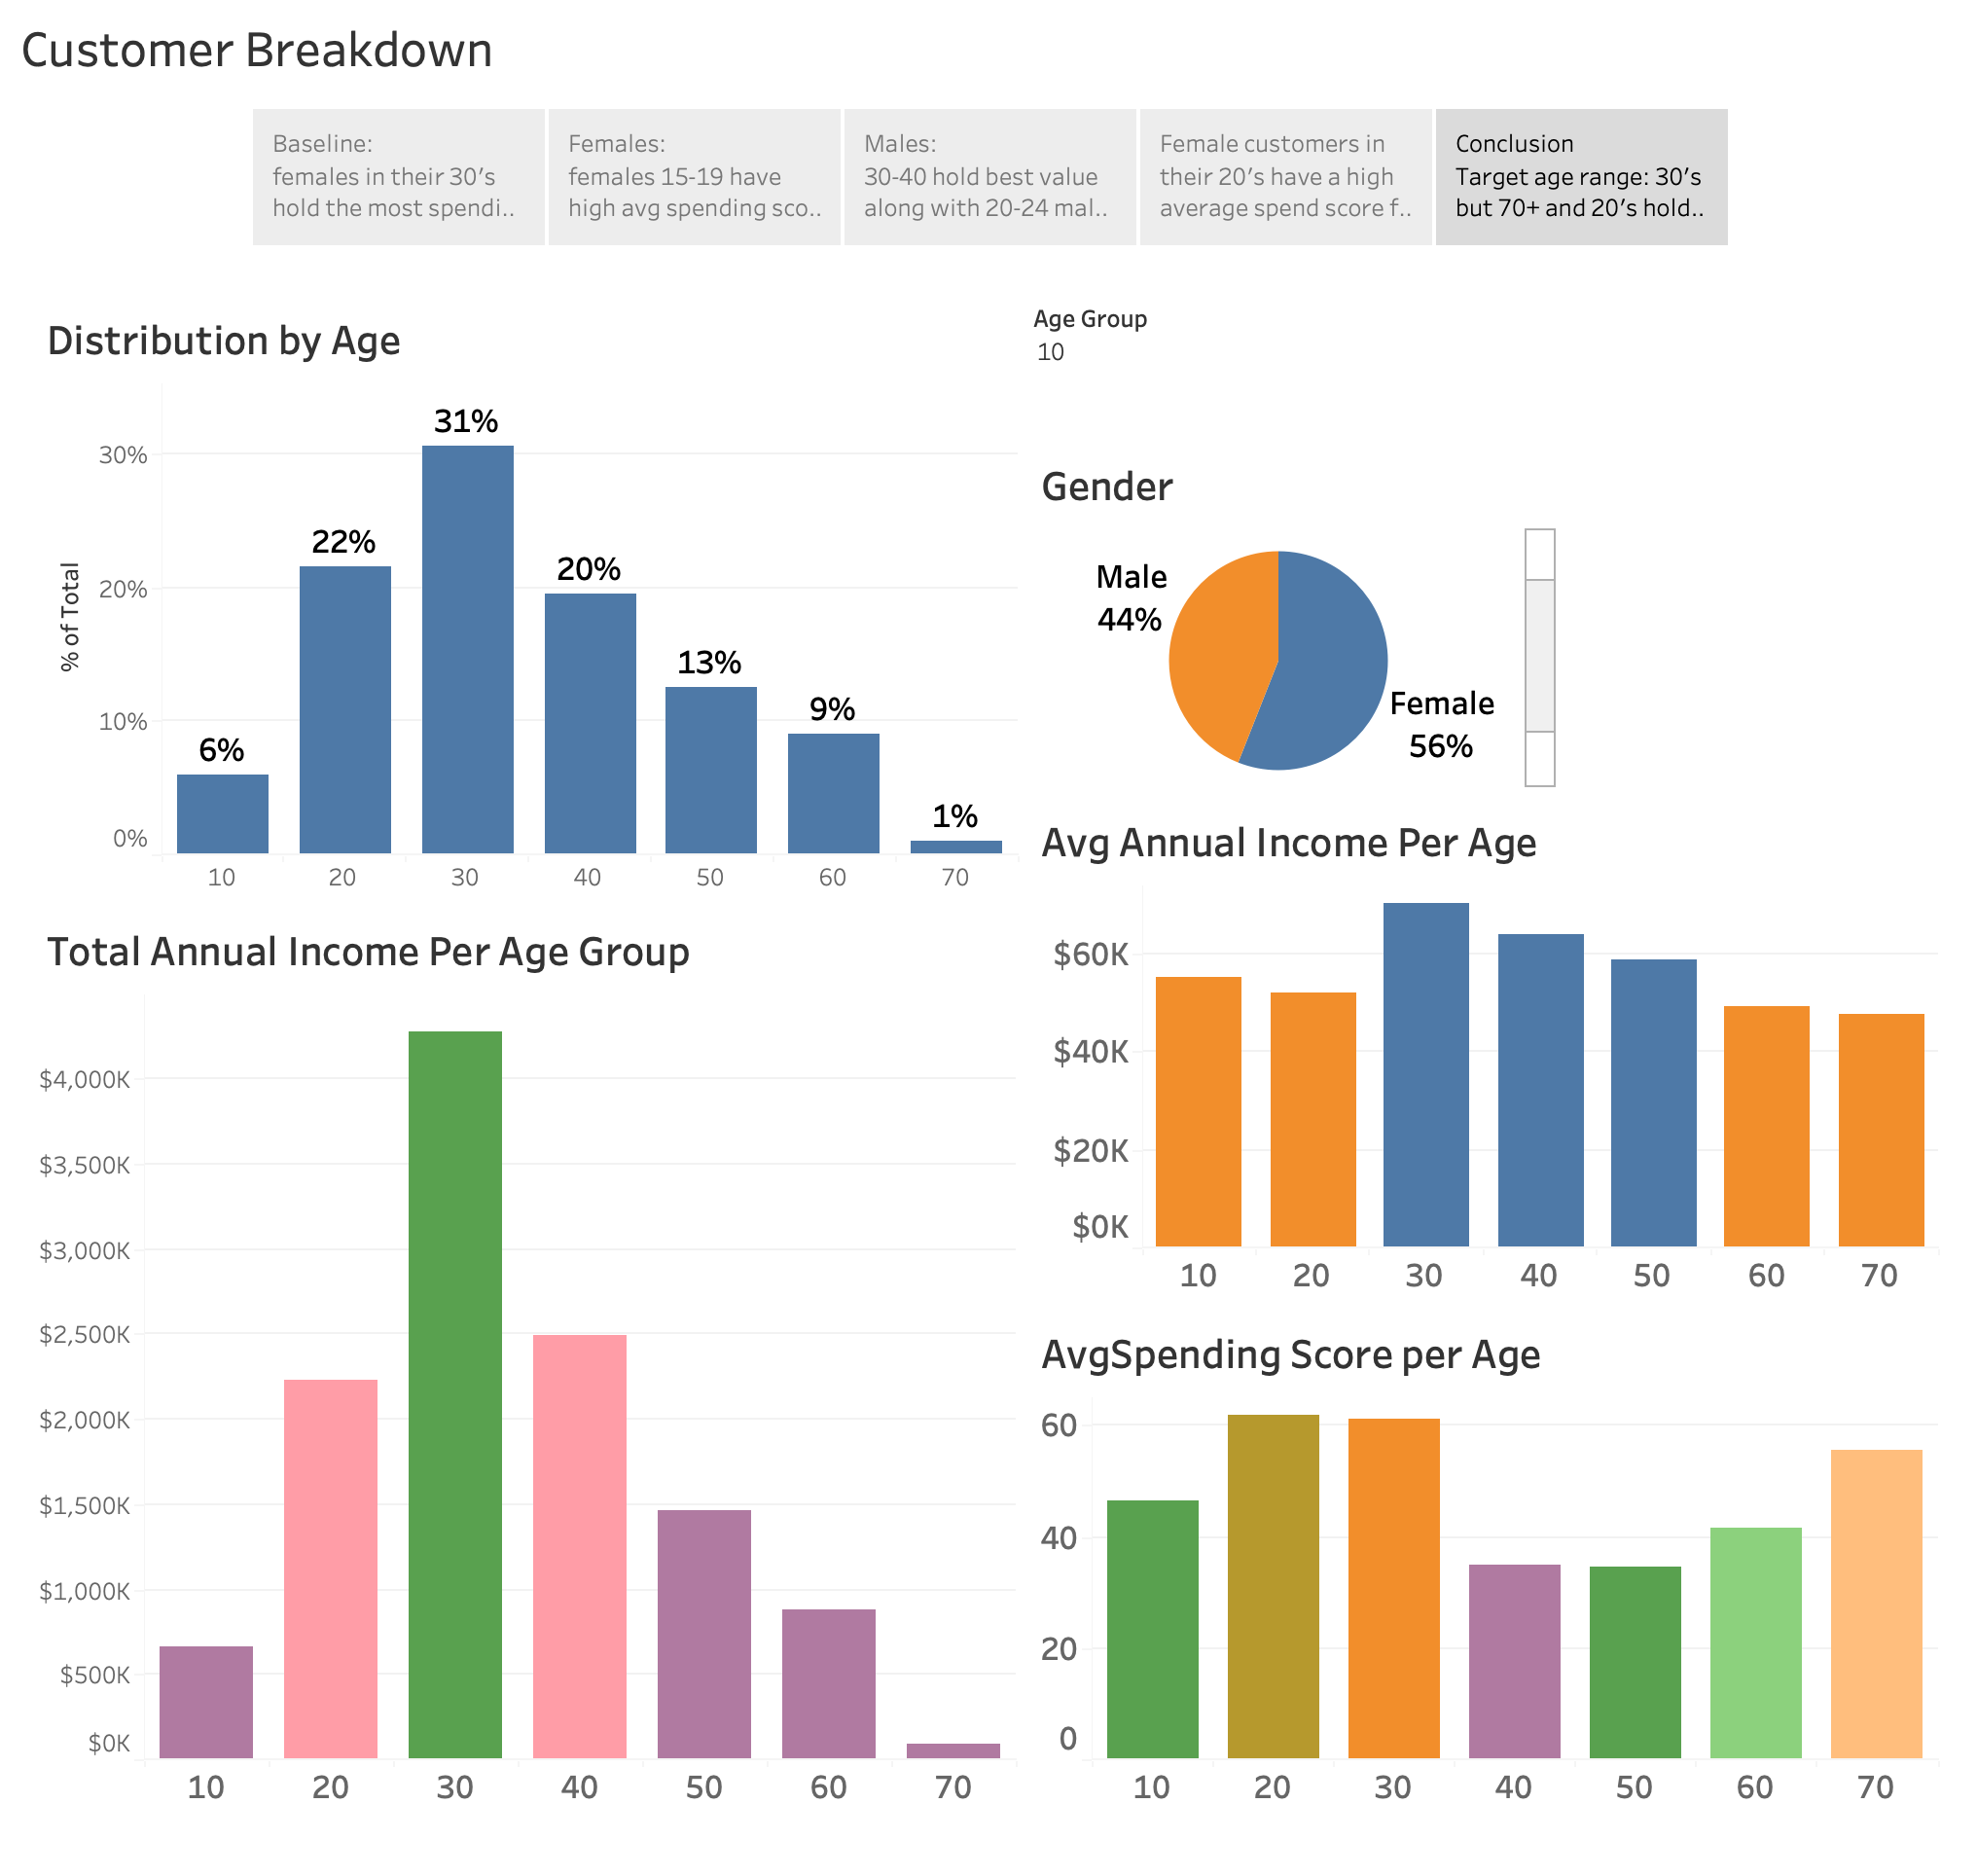 Customer Breakdown
Baseline:
females in their 30's
hold the most spendi..
Females:
females 15-19 have
high avg spending sco..
Males:
30-40 hold best value
along with 20-24 mal..
Female customers in
their 20's have a high
average spend score f..
Conclusion
Target age range: 30's
but 70+ and 20's hold..
Distribution by Age
% of Total
30%
20%
10%
0%
6%
22%
31%
20%
13%
9%
1%
10 20 30 40 50 60 70
Age Group
10
Gender
Male
44%
Female
56%
Avg Annual Income Per Age
$60K
$40K
$20K
$0K
10 20 30 40 50 60 70
Total Annual Income Per Age Group
$4,000K
$3,500K
$3,000K
$2,500K
$2,000K
$1,500K
$1,000K
$500K
$0K
10 20 30 40 50 60 70
AvgSpending Score per Age
60
40
20
0
10 20 30 40 50 60 70